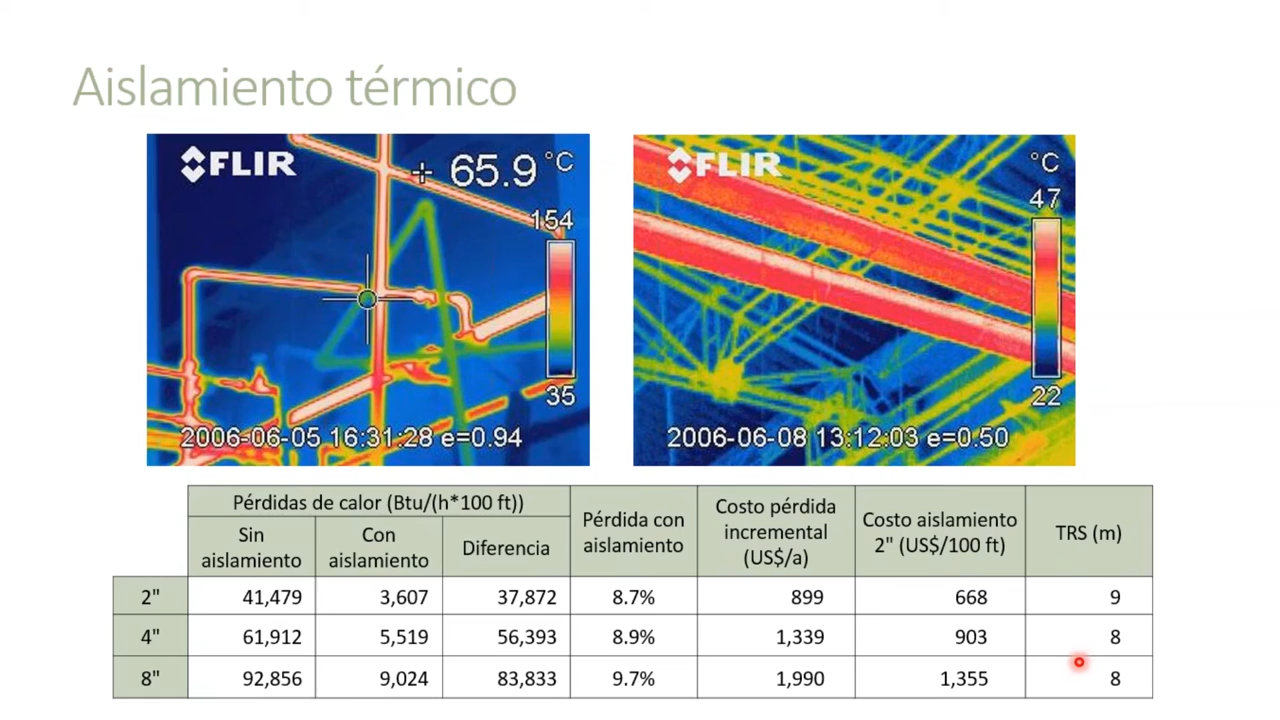 Aislamiento térmico
FLIR
65.9 °C
154
35
2006-06-05 16:31:28 e=0.94
FLIR
°C
47
22
2006-06-08 13:12:03 e=0.50
Pérdidas de calor (Btu/(h*100 ft))
Sin aislamiento
Con aislamiento
Diferencia
Pérdida con aislamiento
Costo pérdida incremental (US$/a)
Costo aislamiento 2" (US$/100 ft)
TRS (m)
2" 41,479 3,607 37,872 8.7% 899 668 9
4" 61,912 5,519 56,393 8.9% 1,339 903 8
8" 92,856 9,024 83,833 9.7% 1,990 1,355 8